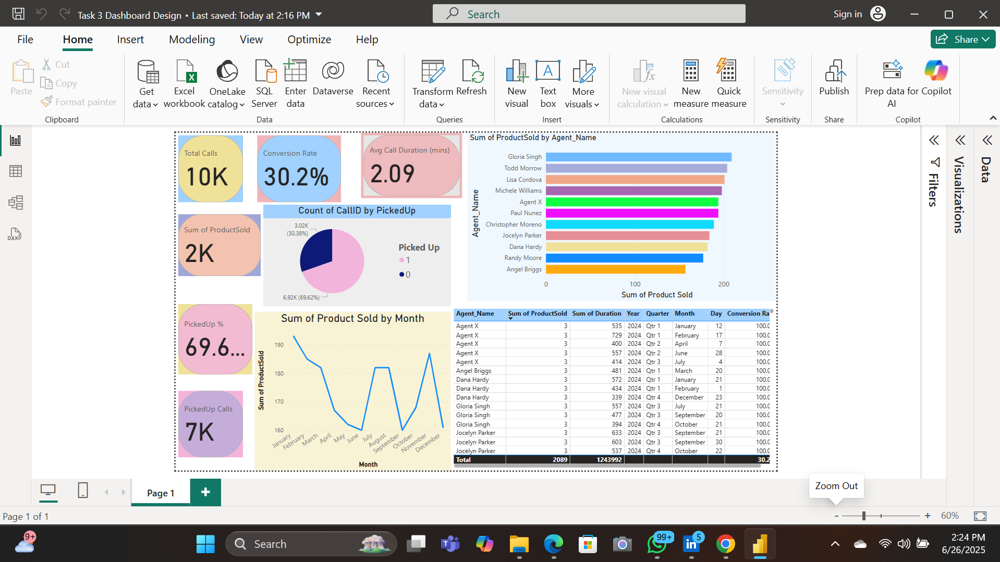 Task 3 Dashboard Design • Last saved: Today at 2:16 PM
Search
Sign in
File
Home
Insert
Modeling
View
Optimize
Help
Share
Paste
Cut
Copy
Format painter
Clipboard
Get data
Excel workbook
OneLake catalog
SQL Server
Enter data
Dataverse
Recent sources
Data
Transform data
Refresh
Queries
New visual
Text box
More visuals
Insert
New visual calculation
New measure
Quick measure
Calculations
Sensitivity
Sensitivity
Publish
Share
Prep data for AI
Copilot
Copilot
Total Calls
10K
Conversion Rate
30.2%
Avg Call Duration (mins)
2.09
Sum of ProductSold
2K
PickedUp %
69.6...
PickedUp Calls
7K
Count of CallID by PickedUp
3.02K
(30.38%)
6.92K (69.62%)
Picked Up
1
0
Sum of ProductSold by Agent_Name
Agent_Name
Gloria Singh
Todd Morrow
Lisa Cordova
Michele Williams
Agent X
Paul Nunez
Christopher Moreno
Jocelyn Parker
Dana Hardy
Randy Moore
Angel Briggs
0 100 200
Sum of Product Sold
Sum of Product Sold by Month
Sum of ProductSold
190
180
170
160
January February March April May June July August September October November December
Month
Agent_Name Sum of ProductSold Sum of Duration Year Quarter Month Day Conversion Ra
Agent X 3 535 2024 Qtr 1 January 12 100.0
Agent X 3 729 2024 Qtr 1 February 17 100.0
Agent X 3 400 2024 Qtr 2 April 7 100.0
Agent X 3 557 2024 Qtr 2 June 28 100.0
Agent X 3 414 2024 Qtr 3 July 4 100.0
Angel Briggs 3 481 2024 Qtr 1 March 20 100.0
Dana Hardy 3 572 2024 Qtr 1 January 21 100.0
Dana Hardy 3 434 2024 Qtr 1 February 1 100.0
Dana Hardy 3 339 2024 Qtr 4 December 23 100.0
Gloria Singh 3 557 2024 Qtr 3 July 21 100.0
Gloria Singh 3 477 2024 Qtr 3 September 20 100.0
Gloria Singh 3 394 2024 Qtr 4 October 21 100.0
Jocelyn Parker 3 633 2024 Qtr 3 September 21 100.0
Jocelyn Parker 3 603 2024 Qtr 3 September 30 100.0
Jocelyn Parker 3 537 2024 Qtr 4 October 22 100.0
Total 2089 1243992 30.2
Filters
Visualizations
Data
DAX
Page 1
Zoom Out
Page 1 of 1
- + 60%
9+
Search
99+
5
2:24 PM
6/26/2025